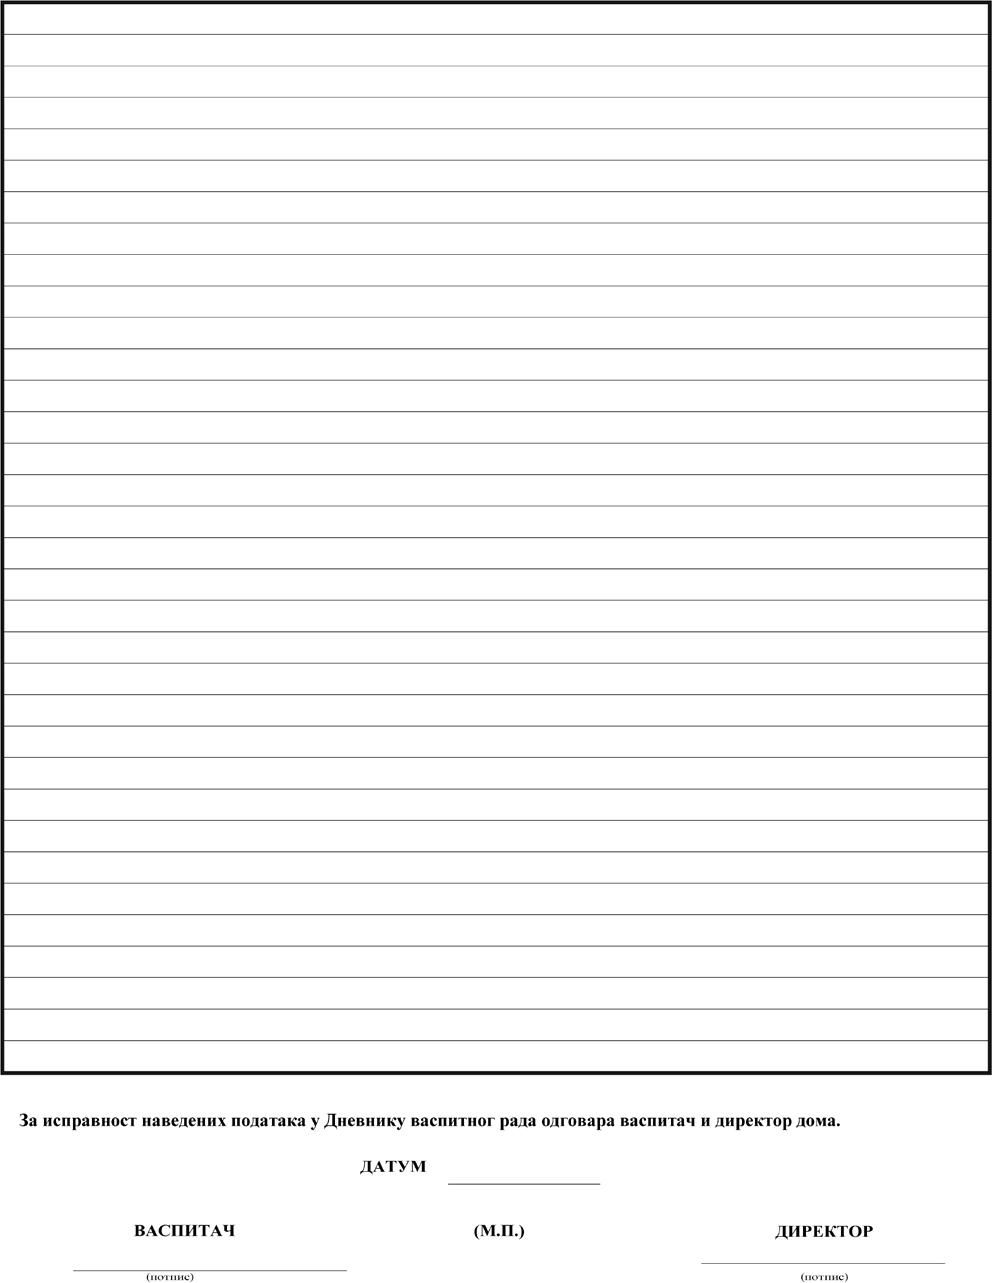 За исправност наведених података у Дневнику васпитног рада одговара васпитач и директор дома.
ДАТУМ
ВАСПИТАЧ (М.П.) ДИРЕКТОР
(потпис) (потпис)